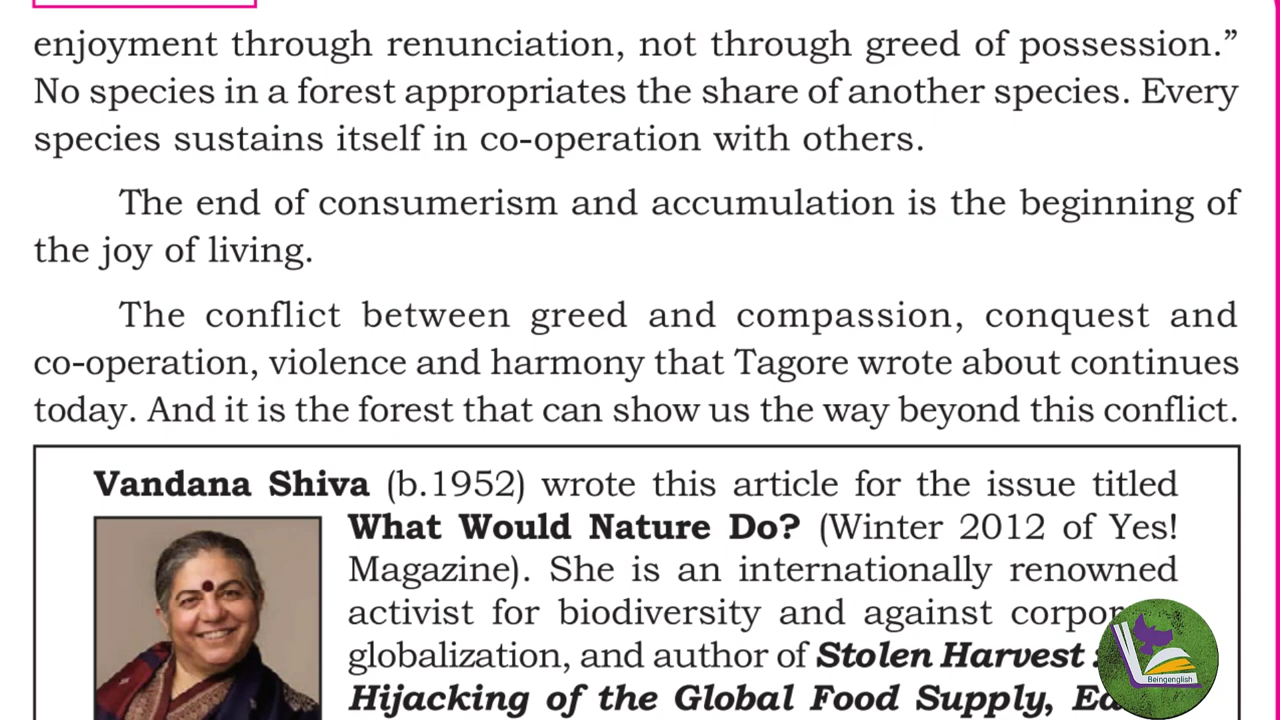 enjoyment through renunciation, not through greed of possession.”
No species in a forest appropriates the share of another species. Every
species sustains itself in co-operation with others.
The end of consumerism and accumulation is the beginning of
the joy of living.
The conflict between greed and compassion, conquest and
co-operation, violence and harmony that Tagore wrote about continues
today. And it is the forest that can show us the way beyond this conflict.
Vandana Shiva (b.1952) wrote this article for the issue titled
What Would Nature Do? (Winter 2012 of Yes!
Magazine). She is an internationally renowned
activist for biodiversity and against
globalization, and author of Stolen Harvest
Hijacking of the Global Food Supply,
Beingenglish